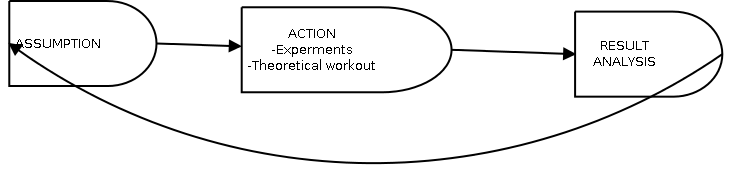 ASSUMPTION
ACTION
-Experments
-Theoretical workout
RESULT
ANALYSIS